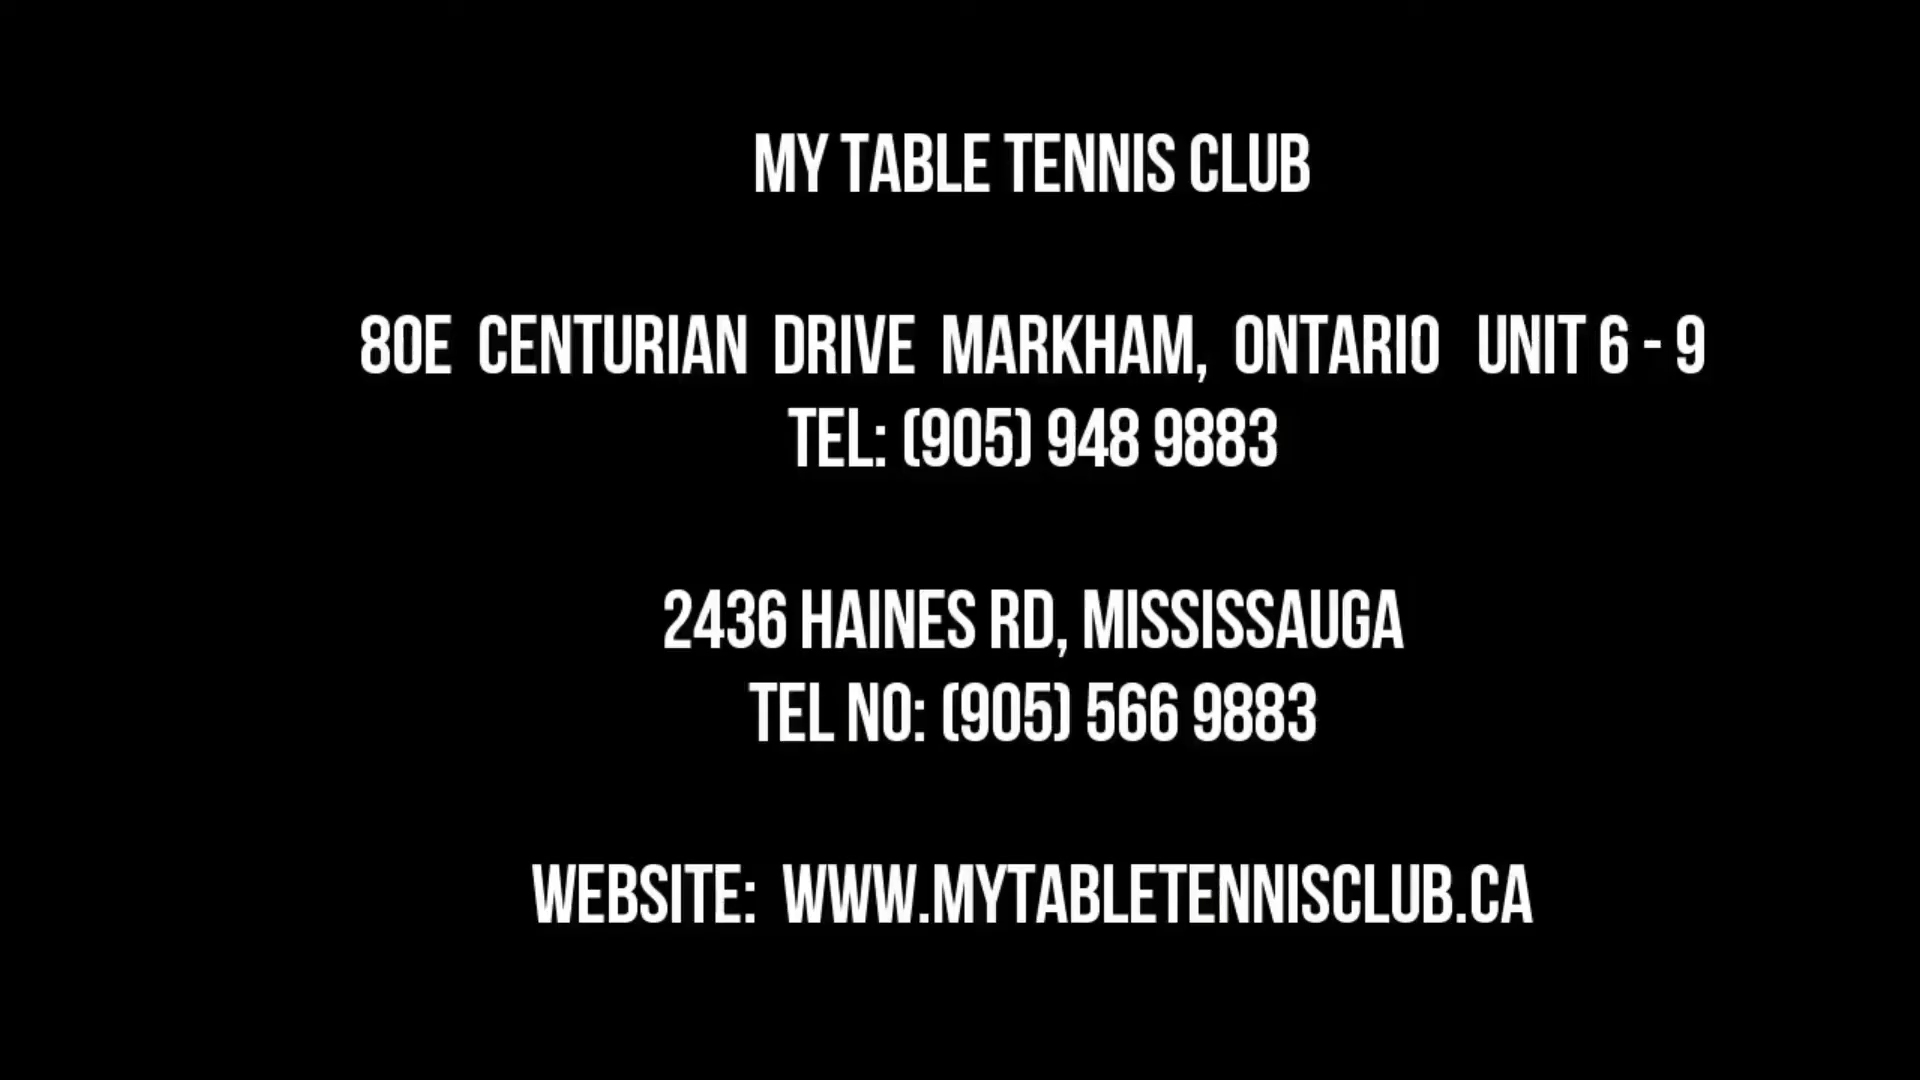 MY TABLE TENNIS CLUB
80E CENTURIAN DRIVE MARKHAM, ONTARIO UNIT 6 - 9
TEL: (905) 948 9883
2436 HAINES RD, MISSISSAUGA
TEL NO: (905) 566 9883
WEBSITE: WWW.MYTABLETENNISCLUB.CA